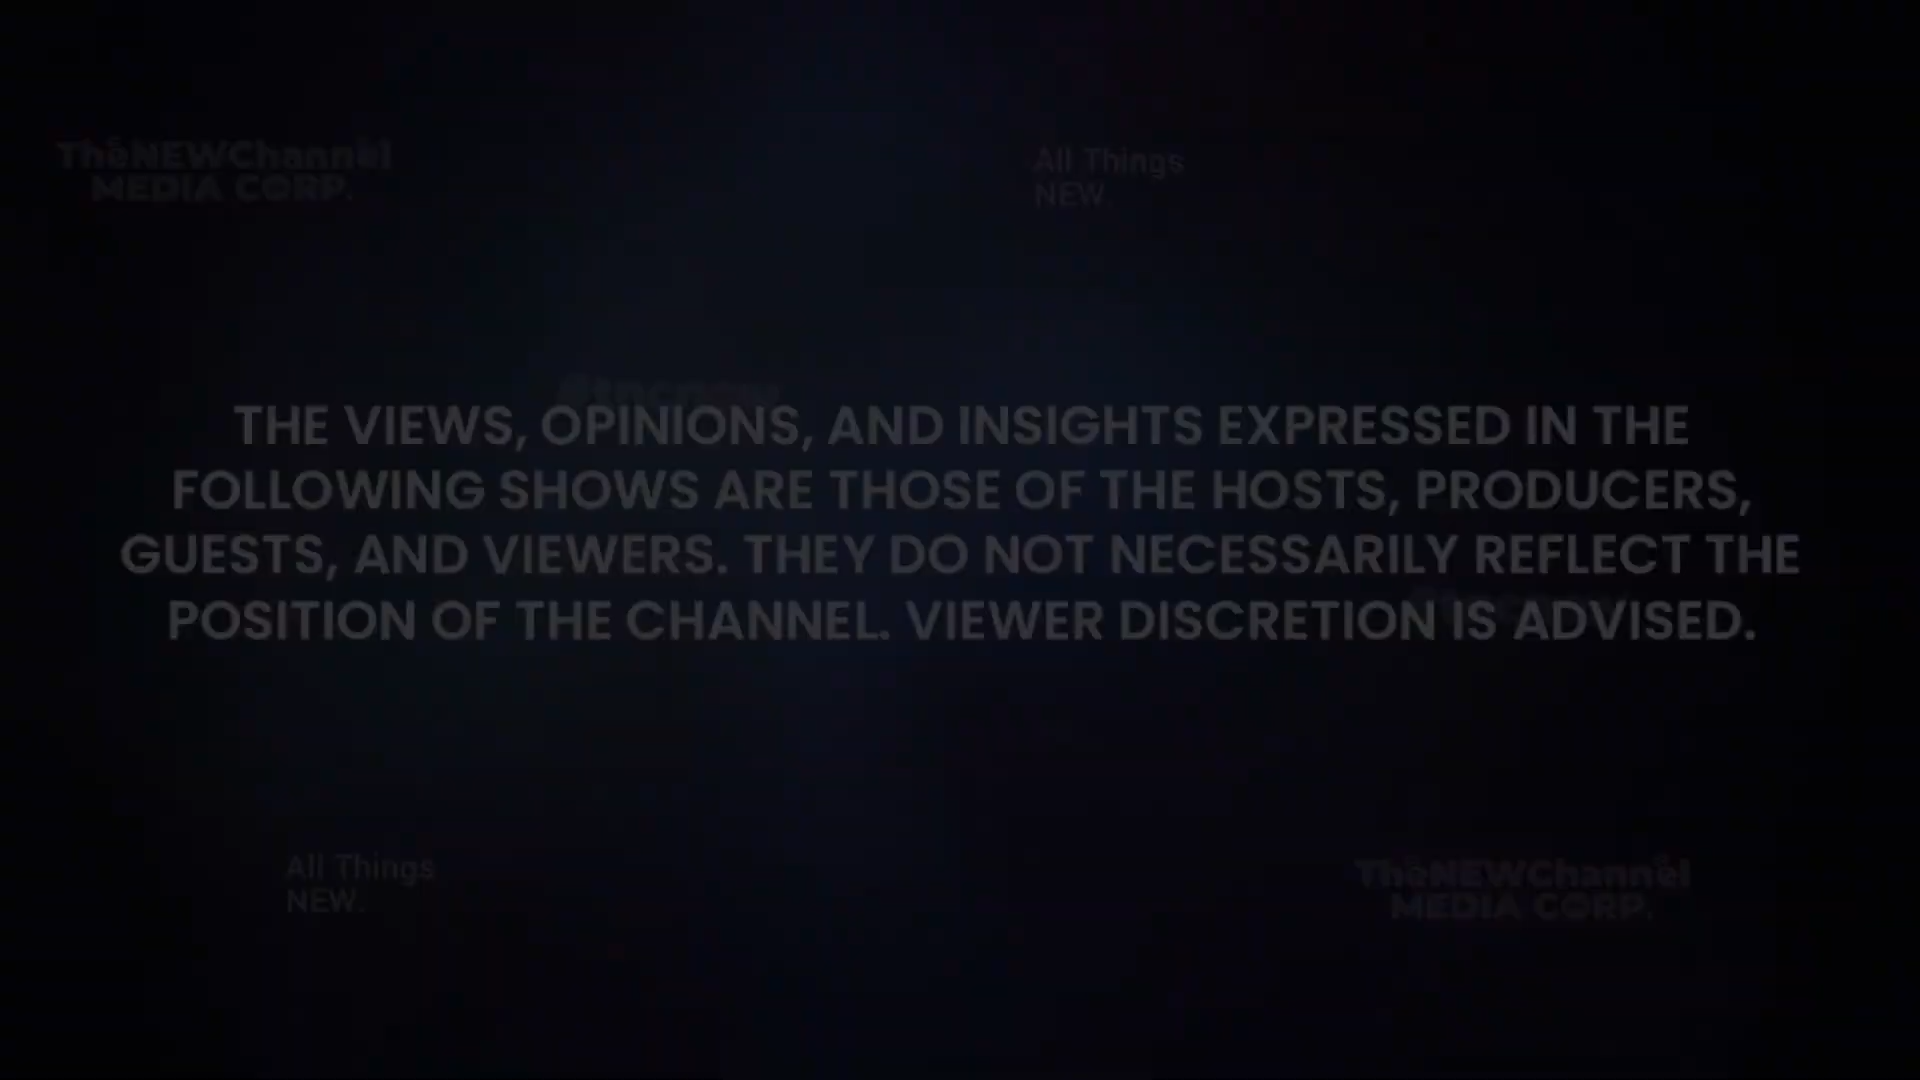 TheNEWChannel
MEDIA CORP.
All Things
NEW.
THE VIEWS, OPINIONS, AND INSIGHTS EXPRESSED IN THE
FOLLOWING SHOWS ARE THOSE OF THE HOSTS, PRODUCERS,
GUESTS, AND VIEWERS. THEY DO NOT NECESSARILY REFLECT THE
POSITION OF THE CHANNEL. VIEWER DISCRETION IS ADVISED.
All Things
NEW.
TheNEWChannel
MEDIA CORP.